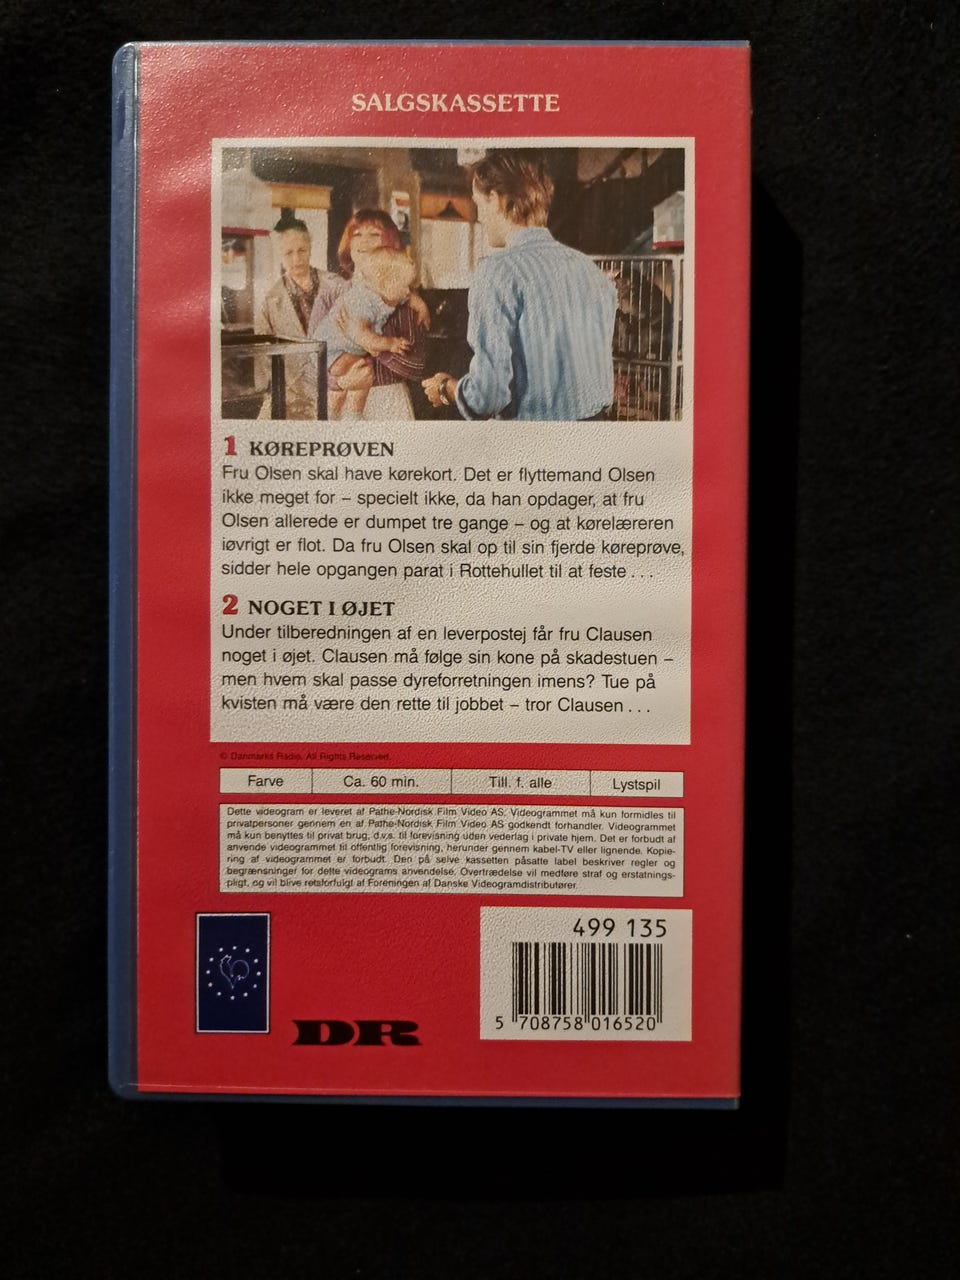 SALGSKASSETTE
1 KØREPRØVEN
Fru Olsen skal have kørekort. Det er flyttemand Olsen
ikke meget for – specielt ikke, da han opdager, at fru
Olsen allerede er dumpet tre gange – og at kørelæreren
iøvrigt er flot. Da fru Olsen skal op til sin fjerde køreprøve,
sidder hele opgangen parat i Rottehullet til at feste . . .
2 NOGET I ØJET
Under tilberedningen af en leverpostej får fru Clausen
noget i øjet. Clausen må følge sin kone på skadestuen –
men hvem skal passe dyreforretningen imens? Tue på
kvisten må være den rette til jobbet – tror Clausen . . .
© Danmarks Radio. All Rights Reserved.
Farve Ca. 60 min. Till. f. alle Lystspil
Dette videogram er leveret af Pathe-Nordisk Film Video AS. Videogrammet må kun formidles til
privatpersoner gennem en af Pathe-Nordisk Film Video AS godkendt forhandler. Videogrammet
må kun benyttes til privat brug, d.v.s. til forevisning uden vederlag i private hjem. Det er forbudt at
anvende videogrammet til offentlig forevisning, herunder gennem kabel-TV eller lignende. Kopie-
ring af videogrammet er forbudt. Den på selve kassetten påsatte label beskriver regler og
begrænsninger for dette videograms anvendelse. Overtrædelse vil medføre straf og erstatnings-
pligt, og vil blive retsforfulgt af Foreningen af Danske Videogramdistributører.
DR
499 135
5 708758 016520